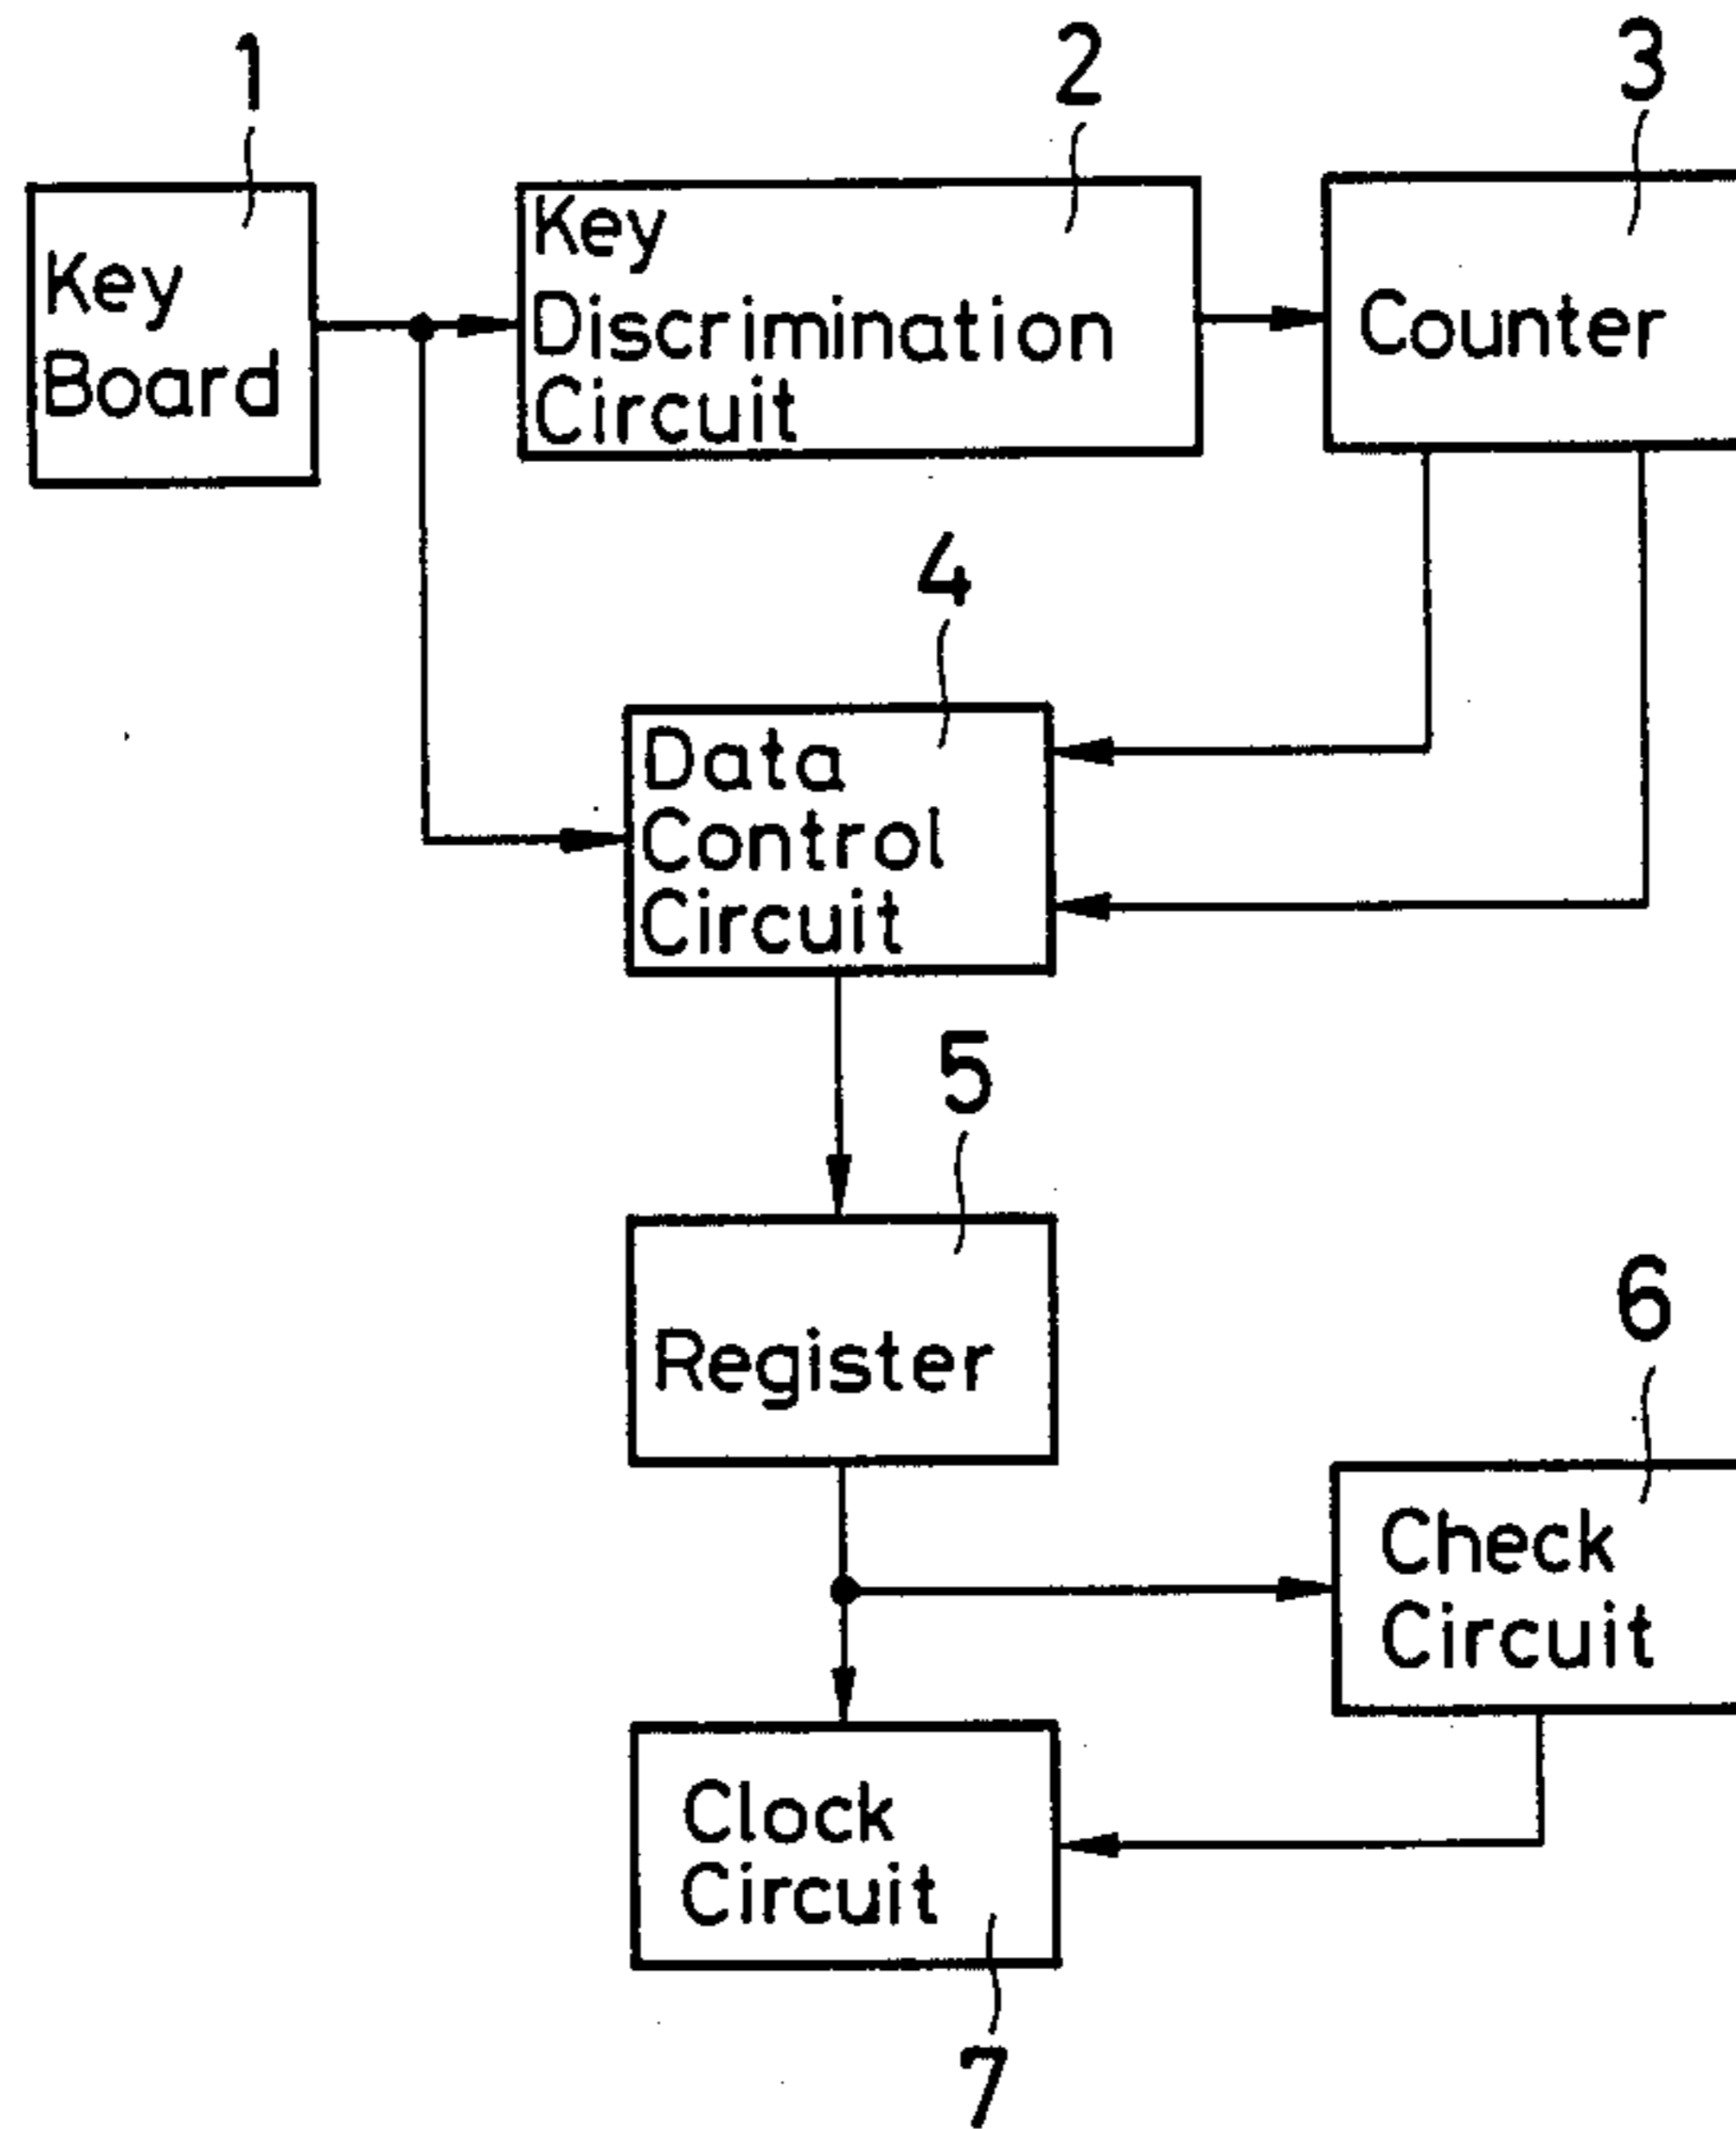 1
2
3
Key
Board
Key
Discrimination
Circuit
Counter
4
Data
Control
Circuit
5
Register
6
Check
Circuit
Clock
Circuit
7